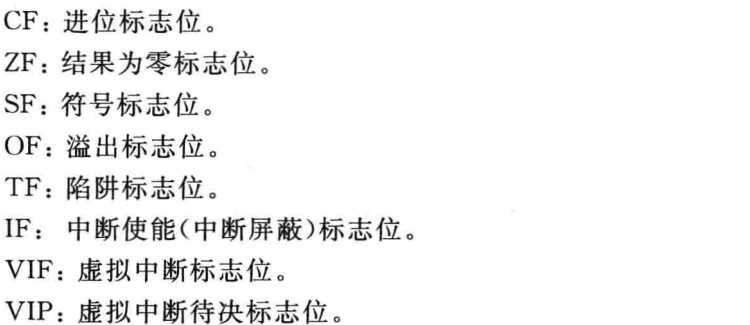 CF：进位标志位。
ZF：结果为零标志位。
SF：符号标志位。
OF：溢出标志位。
TF：陷阱标志位。
IF： 中断使能(中断屏蔽)标志位。
VIF：虚拟中断标志位。
VIP：虚拟中断待决标志位。